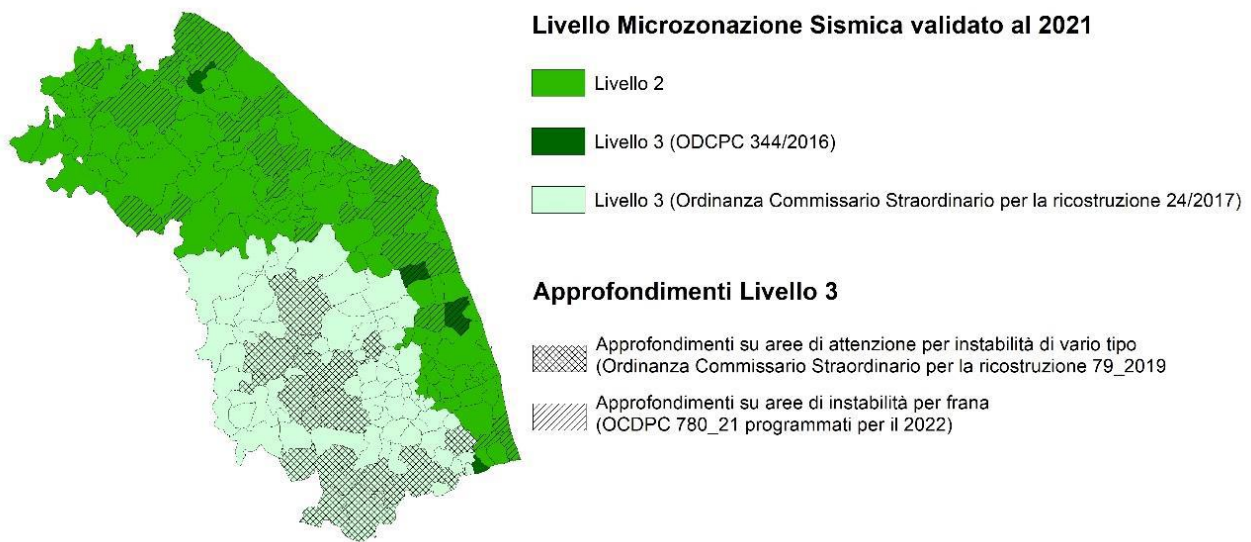 Livello Microzonazione Sismica validato al 2021
Livello 2
Livello 3 (ODCPC 344/2016)
Livello 3 (Ordinanza Commissario Straordinario per la ricostruzione 24/2017)
Approfondimenti Livello 3
Approfondimenti su aree di attenzione per instabilità di vario tipo
(Ordinanza Commissario Straordinario per la ricostruzione 79_2019
Approfondimenti su aree di instabilità per frana
(OCDPC 780_21 programmati per il 2022)